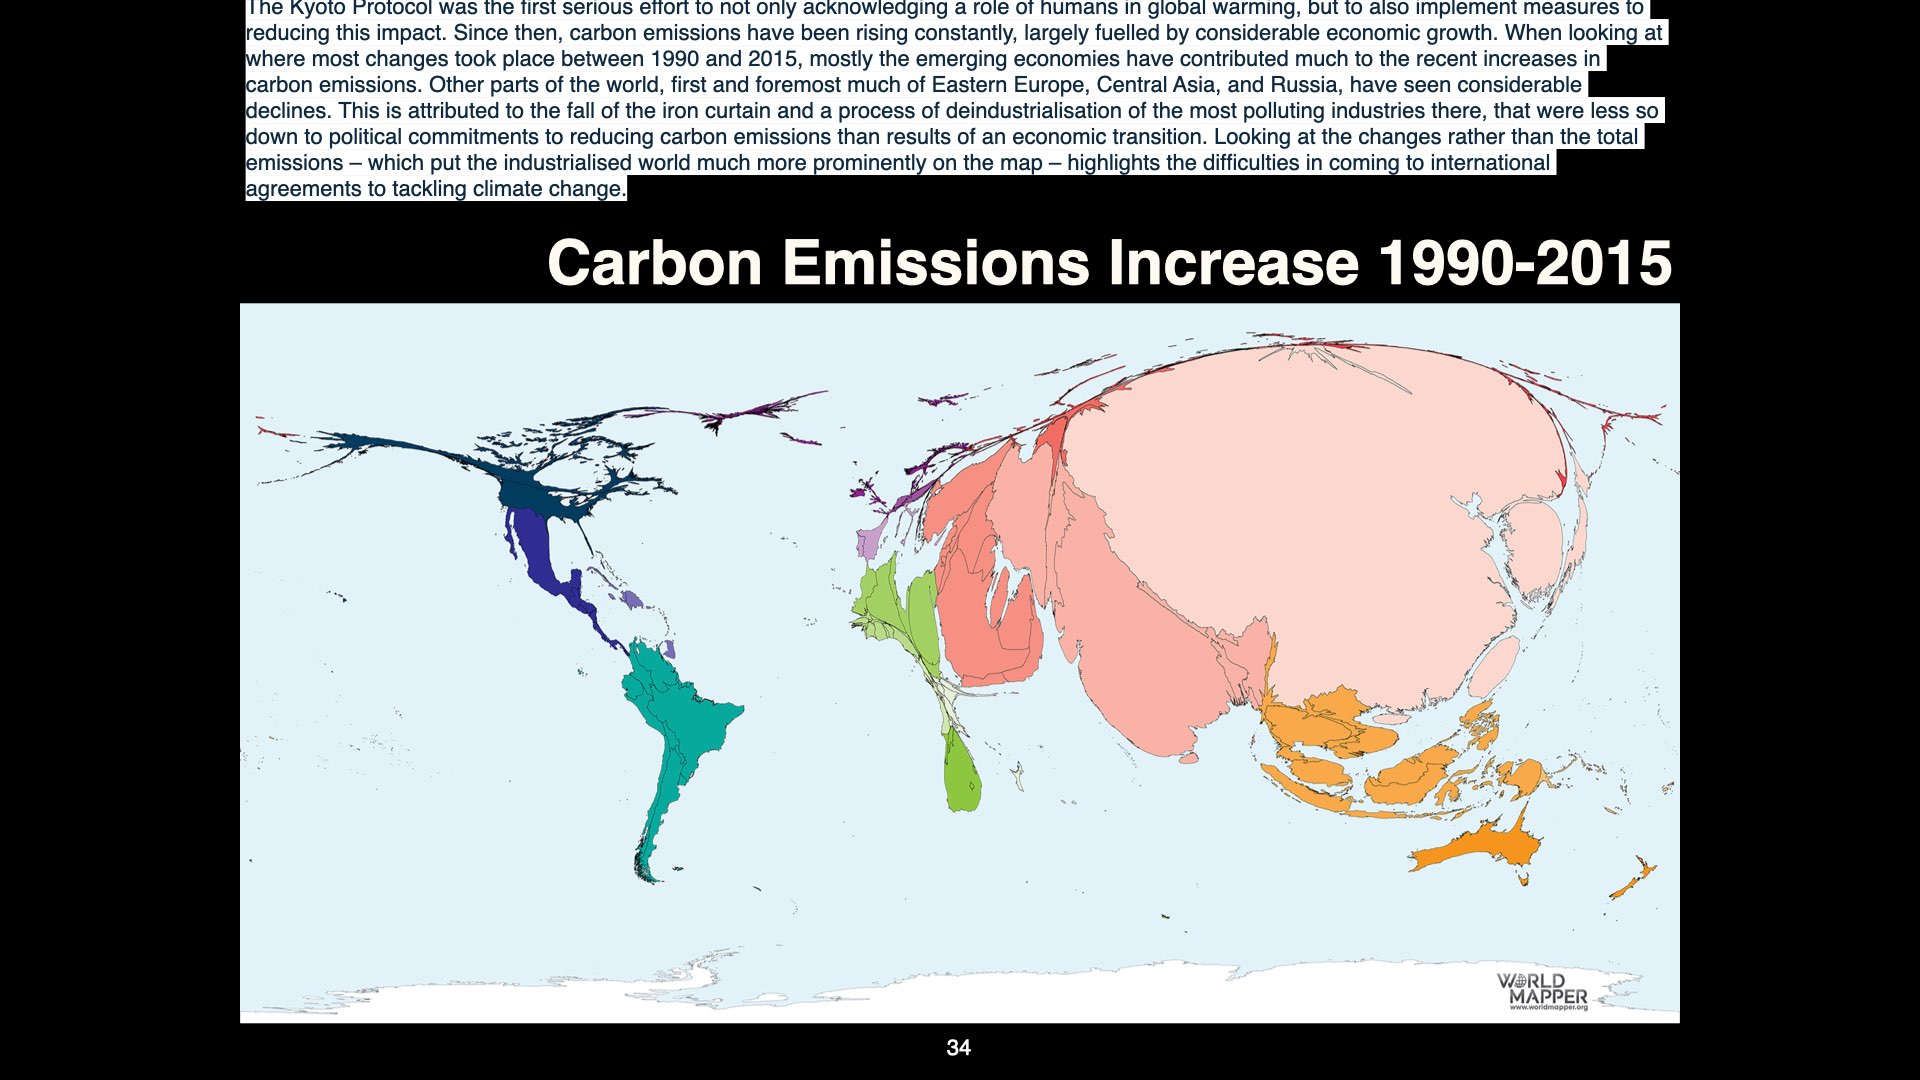 The Kyoto Protocol was the first serious effort to not only acknowledging a role of humans in global warming, but to also implement measures to
reducing this impact. Since then, carbon emissions have been rising constantly, largely fuelled by considerable economic growth. When looking at
where most changes took place between 1990 and 2015, mostly the emerging economies have contributed much to the recent increases in
carbon emissions. Other parts of the world, first and foremost much of Eastern Europe, Central Asia, and Russia, have seen considerable
declines. This is attributed to the fall of the iron curtain and a process of deindustrialisation of the most polluting industries there, that were less so
down to political commitments to reducing carbon emissions than results of an economic transition. Looking at the changes rather than the total
emissions – which put the industrialised world much more prominently on the map – highlights the difficulties in coming to international
agreements to tackling climate change.
Carbon Emissions Increase 1990-2015
WORLD
MAPPER
www.worldmapper.org
34